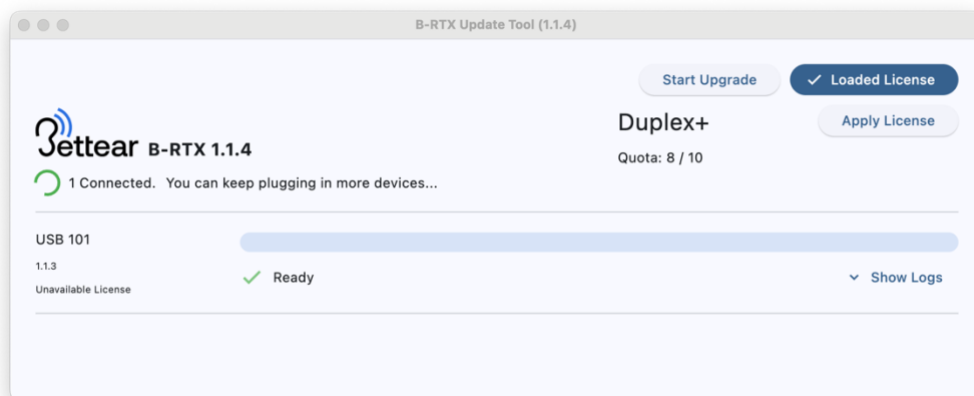 B-RTX Update Tool (1.1.4)
Start Upgrade
Loaded License
Bettear B-RTX 1.1.4
Duplex+
Apply License
Quota: 8 / 10
1 Connected. You can keep plugging in more devices...
USB 101
1.1.3
Unavailable License
Ready
Show Logs